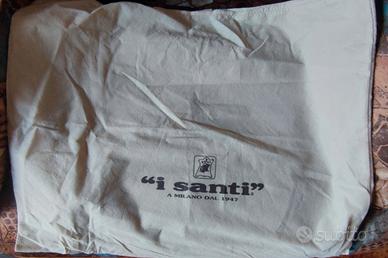 “i santi”
A MILANO DAL 1947
subito